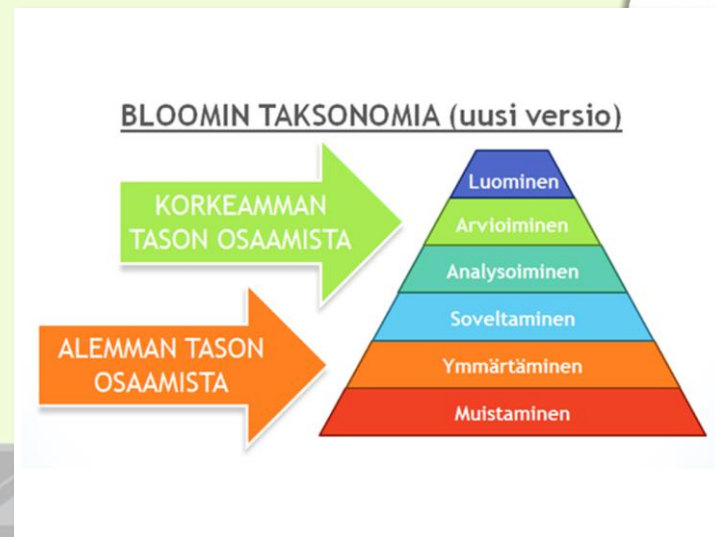 BLOOMIN TAKSONOMIA (uusi versio)
KORKEAMMAN
TASON OSAAMISTA
ALEMMAN TASON
OSAAMISTA
Luominen
Arvioiminen
Analysoiminen
Soveltaminen
Ymmärtäminen
Muistaminen